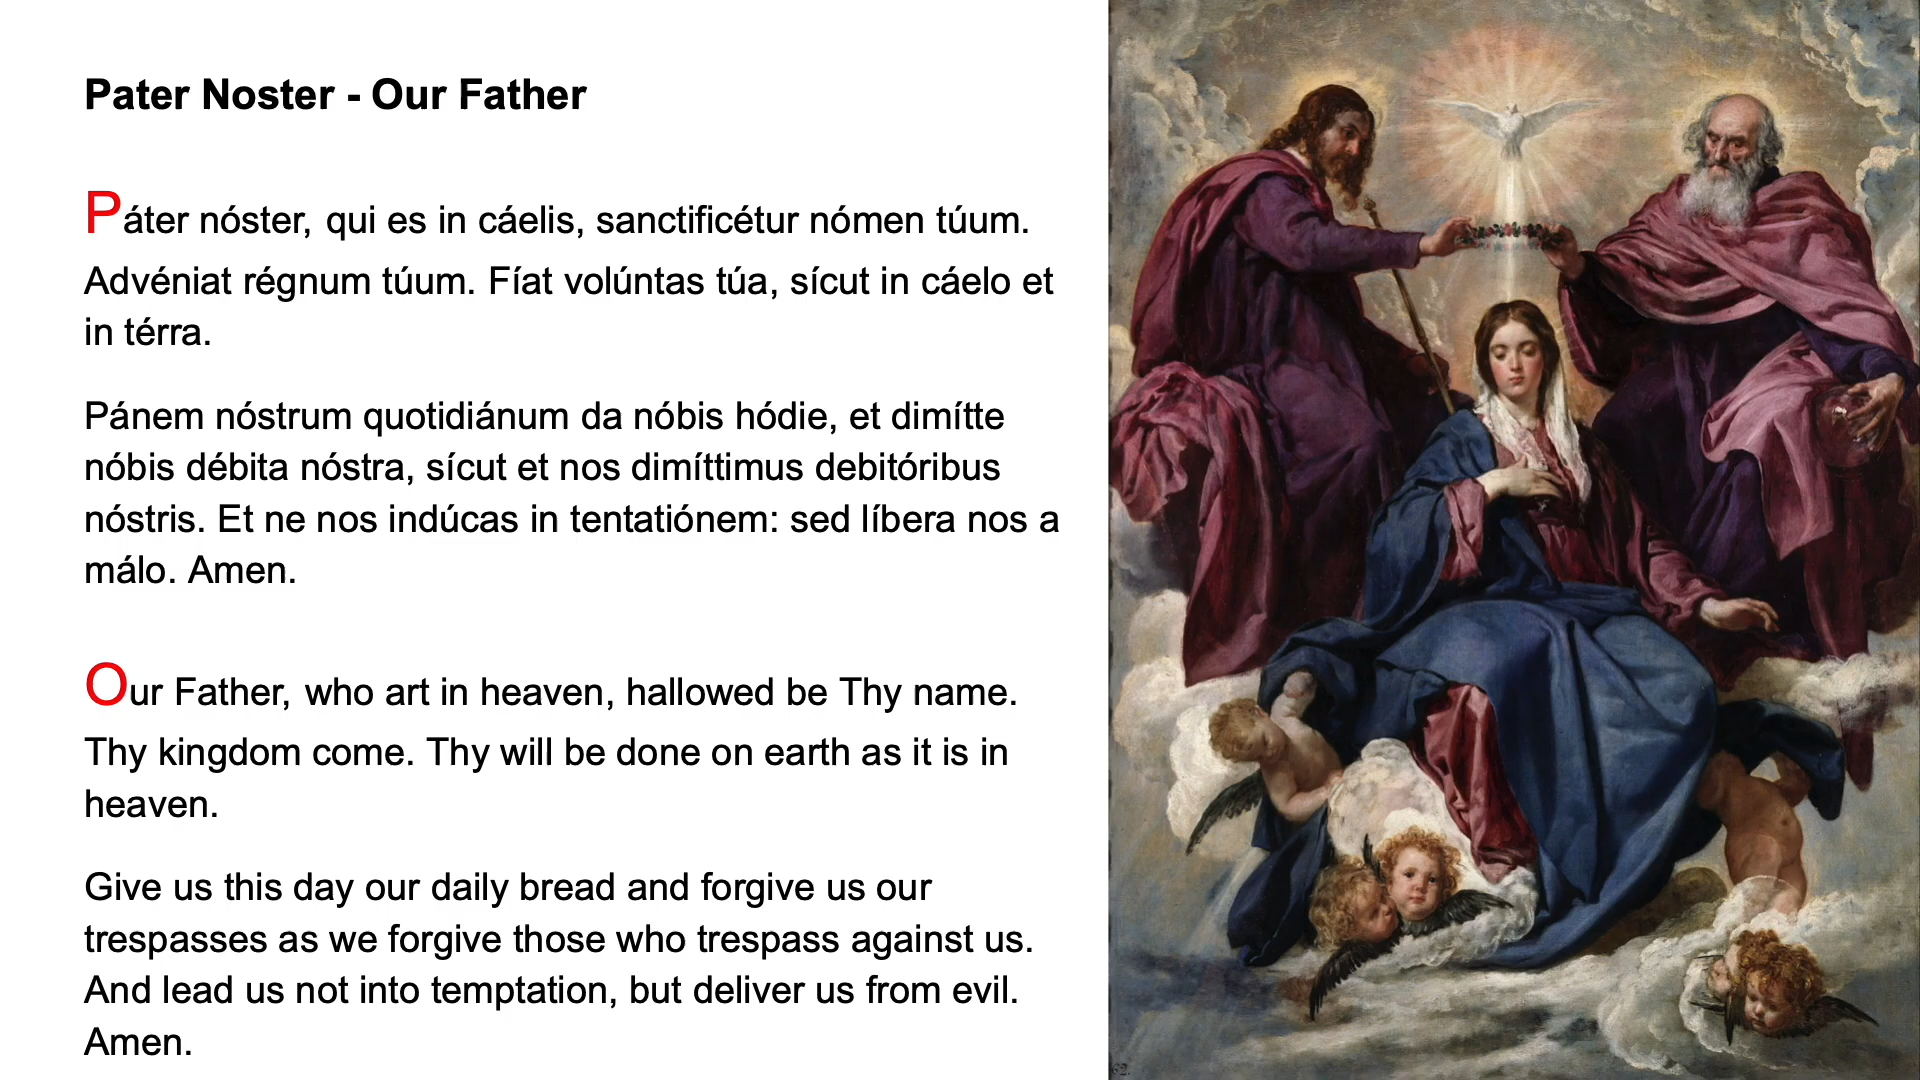 Pater Noster - Our Father
Páter nóster, qui es in cáelis, sanctificétur nómen túum.
Advéniat régnum túum. Fíat volúntas túa, sícut in cáelo et
in térra.
Pánem nóstrum quotidiánum da nóbis hódie, et dimítte
nóbis débita nóstra, sícut et nos dimíttimus debitóribus
nóstris. Et ne nos indúcas in tentatiónem: sed líbera nos a
málo. Amen.
Our Father, who art in heaven, hallowed be Thy name.
Thy kingdom come. Thy will be done on earth as it is in
heaven.
Give us this day our daily bread and forgive us our
trespasses as we forgive those who trespass against us.
And lead us not into temptation, but deliver us from evil.
Amen.
62.